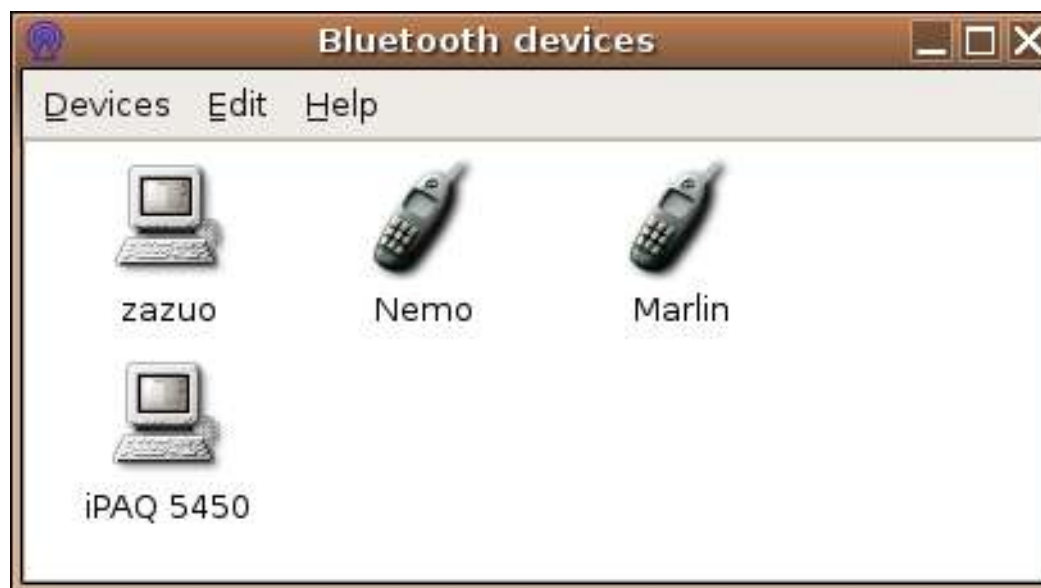 Bluetooth devices
Devices Edit Help
zazuo Nemo Marlin
iPAQ 5450